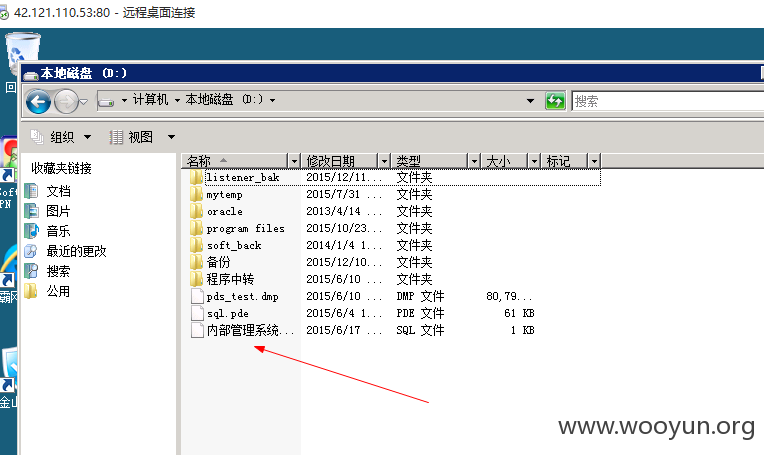 42.121.110.53:80 - 远程桌面连接
本地磁盘 (D:)
计算机 本地磁盘 (D:) 搜索
组织 视图
收藏夹链接
文档
图片
音乐
最近的更改
搜索
公用
名称 修改日期 类型 大小 标记
listener_bak 2015/12/11... 文件夹
mytemp 2015/7/31 ... 文件夹
oracle 2013/4/14 ... 文件夹
program files 2015/10/23... 文件夹
soft_back 2014/1/4 1... 文件夹
备份 2015/12/10... 文件夹
程序中转 2015/6/10 ... 文件夹
pds_test.dmp 2015/6/10 ... DMP 文件 80,79...
sql.pde 2015/6/4 1... PDE 文件 61 KB
内部管理系统... 2015/6/17 ... SQL 文件 1 KB
回
PN
金山
www.wooyun.org